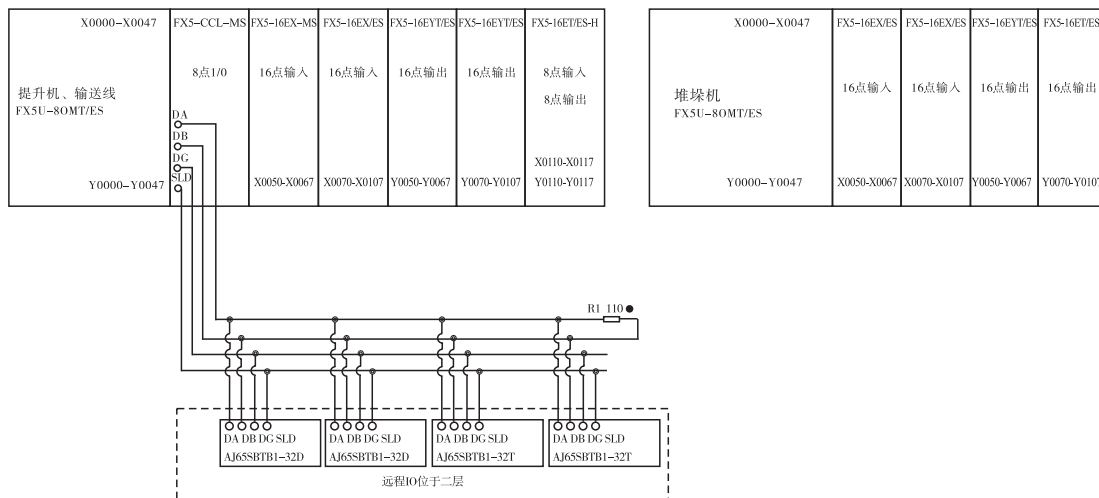 X0000-X0047
FX5-CCL-MS
FX5-16EX-MS
FX5-16EX/ES
FX5-16EYT/ES
FX5-16EYT/ES
FX5-16ET/ES-H
8点1/0
16点输入
16点输入
16点输出
16点输出
8点输入
8点输出
提升机、输送线
FX5U-8OMT/ES
DA
DB
DG
SLD
X0110-X0117
Y0000-Y0047
X0050-X0067
X0070-X0107
Y0050-Y0067
Y0070-Y0107
Y0110-Y0117
X0000-X0047
FX5-16EX/ES
FX5-16EX/ES
FX5-16EYT/ES
FX5-16ET/ES
16点输入
16点输入
16点输出
16点输出
堆垛机
FX5U-8OMT/ES
Y0000-Y0047
X0050-X0067
X0070-X0107
Y0050-Y0067
Y0070-Y0107
R1 110
DA DB DG SLD
AJ65SBTB1-32D
DA DB DG SLD
AJ65SBTB1-32D
DA DB DG SLD
AJ65SBTB1-32T
DA DB DG SLD
AJ65SBTB1-32T
远程IO位于二层